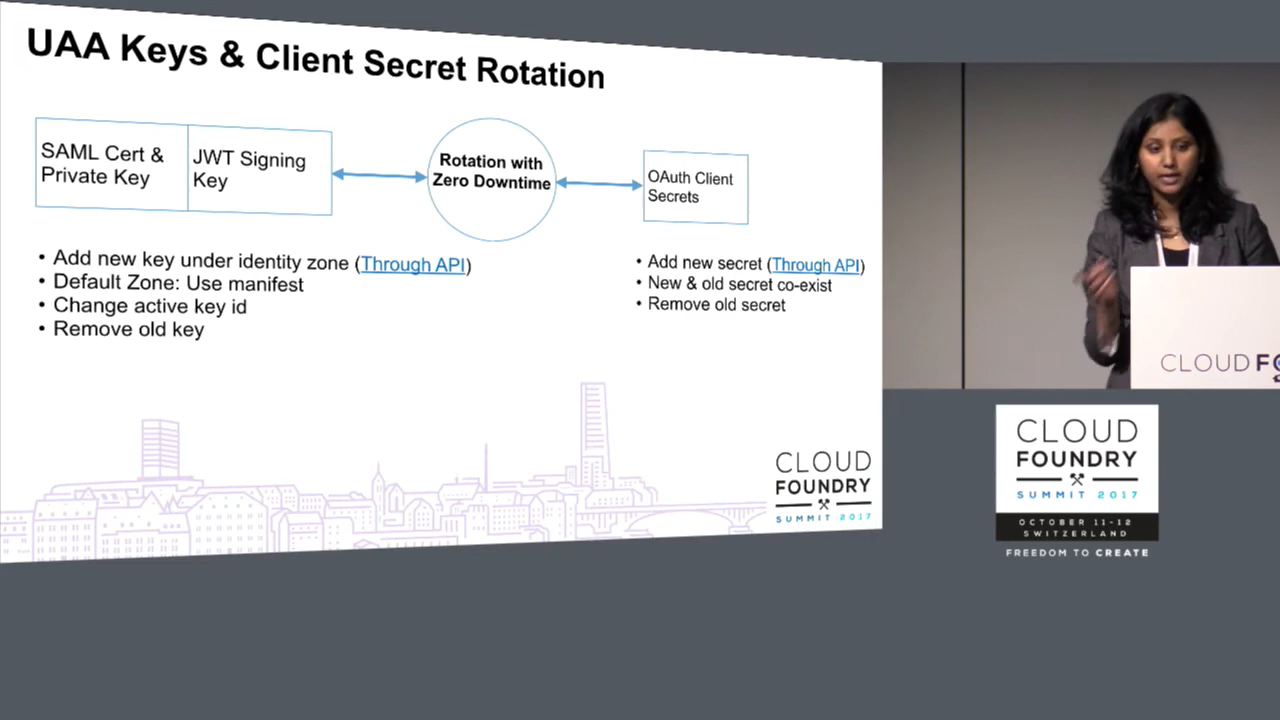 UAA Keys & Client Secret Rotation
SAML Cert &
Private Key
JWT Signing
Key
Rotation with
Zero Downtime
OAuth Client
Secrets
• Add new key under identity zone (Through API)
• Default Zone: Use manifest
• Change active key id
• Remove old key
• Add new secret (Through API)
• New & old secret co-exist
• Remove old secret
CLOUD
FOUNDRY
SUMMIT 2017
CLOUD FO
CLOUD
FOUNDRY
SUMMIT 2017
OCTOBER 11-12
SWITZERLAND
FREEDOM TO CREATE